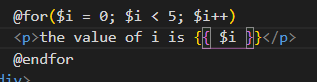 @for($i = 0; $i < 5; $i++)
<p>the value of i is {{ $i }}</p>
@endfor